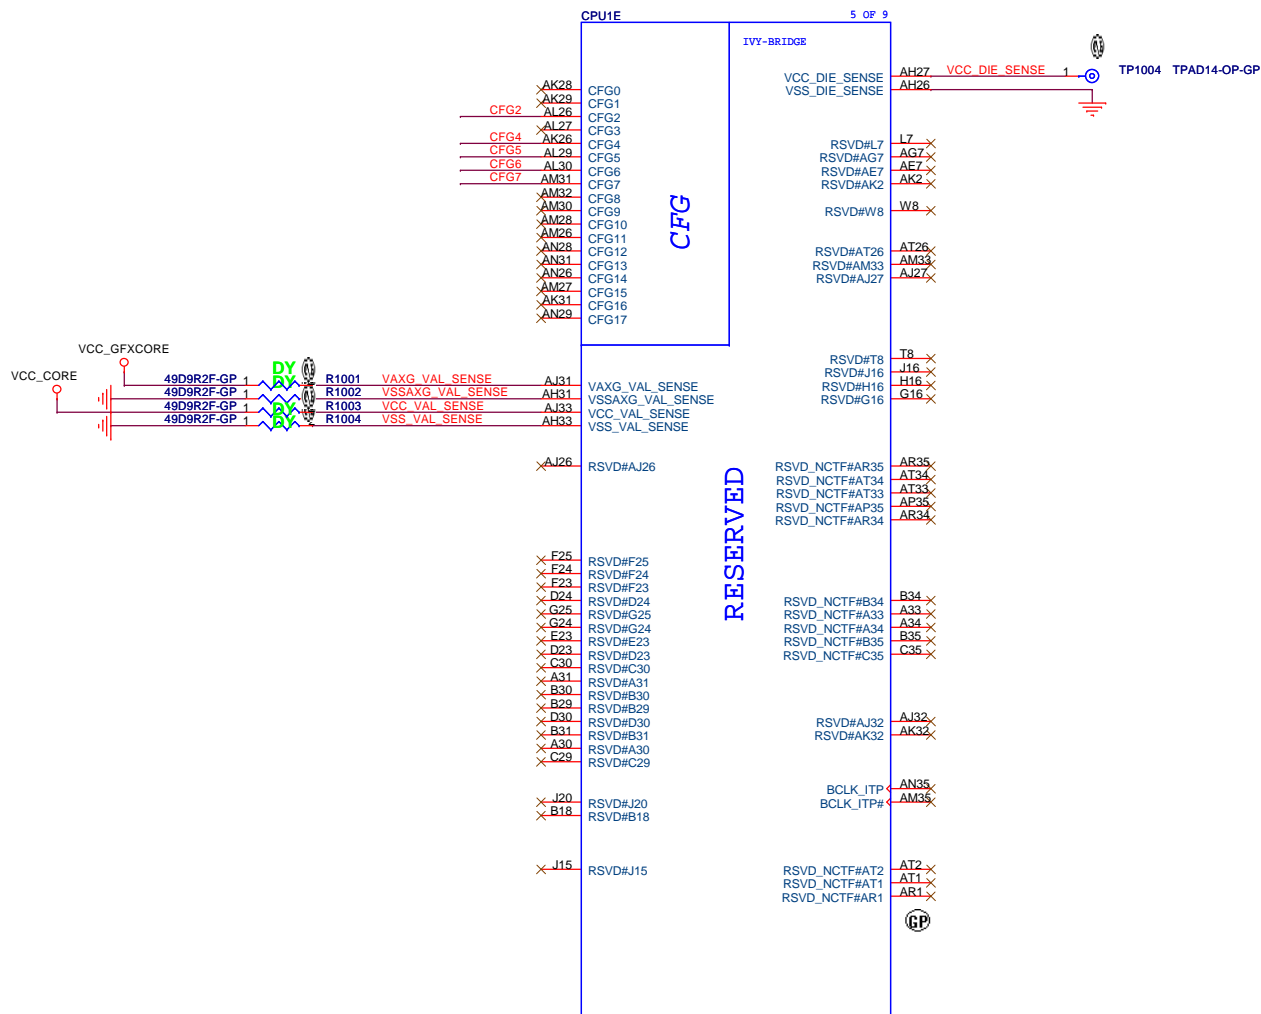 CPU1E
5 OF 9
IVY-BRIDGE
CFG
AK28 CFG0
AK29 CFG1
CFG2 AL26 CFG2
AL27 CFG3
CFG4 AK26 CFG4
CFG5 AL29 CFG5
CFG6 AL30 CFG6
CFG7 AM31 CFG7
AM32 CFG8
AM30 CFG9
AM28 CFG10
AM26 CFG11
AN28 CFG12
AN31 CFG13
AN26 CFG14
AM27 CFG15
AK31 CFG16
AN29 CFG17
VCC_GFXCORE
VCC_CORE
DY
49D9R2F-GP 1 R1001 VAXG_VAL_SENSE AJ31 VAXG_VAL_SENSE
DY
49D9R2F-GP 1 R1002 VSSAXG_VAL_SENSE AH31 VSSAXG_VAL_SENSE
DY
49D9R2F-GP 1 R1003 VCC_VAL_SENSE AJ33 VCC_VAL_SENSE
DY
49D9R2F-GP 1 R1004 VSS_VAL_SENSE AH33 VSS_VAL_SENSE
AJ26 RSVD#AJ26
RESERVED
F25 RSVD#F25
F24 RSVD#F24
F23 RSVD#F23
D24 RSVD#D24
G25 RSVD#G25
G24 RSVD#G24
E23 RSVD#E23
D23 RSVD#D23
C30 RSVD#C30
A31 RSVD#A31
B30 RSVD#B30
B29 RSVD#B29
D30 RSVD#D30
B31 RSVD#B31
A30 RSVD#A30
C29 RSVD#C29
J20 RSVD#J20
B18 RSVD#B18
J15 RSVD#J15
VCC_DIE_SENSE AH27 VCC_DIE_SENSE 1 TP1004 TPAD14-OP-GP
VSS_DIE_SENSE AH26
RSVD#L7 L7
RSVD#AG7 AG7
RSVD#AE7 AE7
RSVD#AK2 AK2
RSVD#W8 W8
RSVD#AT26 AT26
RSVD#AM33 AM33
RSVD#AJ27 AJ27
RSVD#T8 T8
RSVD#J16 J16
RSVD#H16 H16
RSVD#G16 G16
RSVD_NCTF#AR35 AR35
RSVD_NCTF#AT34 AT34
RSVD_NCTF#AT33 AT33
RSVD_NCTF#AP35 AP35
RSVD_NCTF#AR34 AR34
RSVD_NCTF#B34 B34
RSVD_NCTF#A33 A33
RSVD_NCTF#A34 A34
RSVD_NCTF#B35 B35
RSVD_NCTF#C35 C35
RSVD#AJ32 AJ32
RSVD#AK32 AK32
BCLK_ITP AN35
BCLK_ITP# AM35
RSVD_NCTF#AT2 AT2
RSVD_NCTF#AT1 AT1
RSVD_NCTF#AR1 AR1
GP